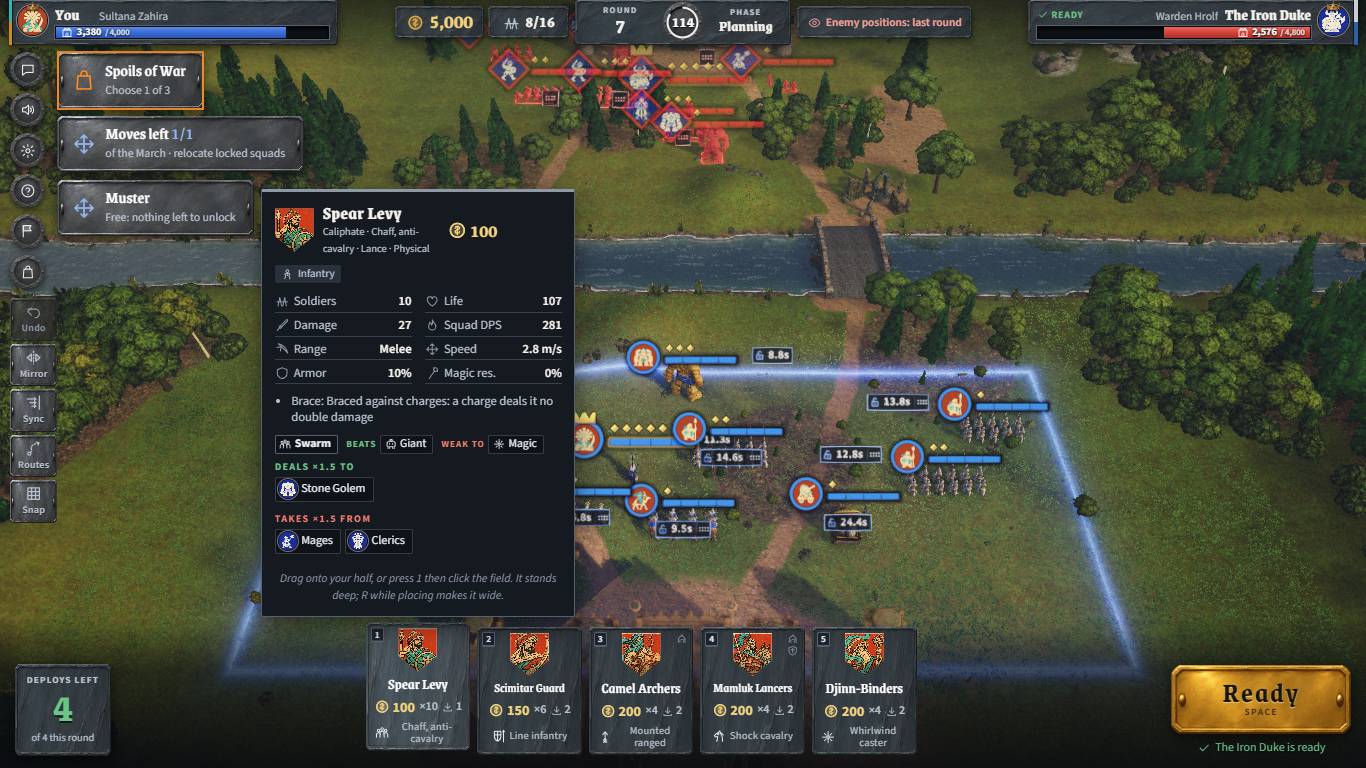 You Sultana Zahira
3,380 / 4,000
5,000
8/16
ROUND
7
114
PHASE
Planning
Enemy positions: last round
READY
Warden Hrolf The Iron Duke
2,576 / 4,800
Spoils of War
Choose 1 of 3
Moves left 1/1
of the March · relocate locked squads
Muster
Free: nothing left to unlock
Undo
Mirror
Sync
Routes
Snap
Spear Levy
100
Caliphate · Chaff, anti-
cavalry · Lance · Physical
Infantry
Soldiers 10 Life 107
Damage 27 Squad DPS 281
Range Melee Speed 2.8 m/s
Armor 10% Magic res. 0%
• Brace: Braced against charges: a charge deals it no
double damage
Swarm BEATS Giant WEAK TO Magic
DEALS ×1.5 TO
Stone Golem
TAKES ×1.5 FROM
Mages Clerics
Drag onto your half, or press 1 then click the field. It stands
deep; R while placing makes it wide.
8.8s
13.8s
11.3s
14.6s
12.8s
.8s
9.5s
24.4s
DEPLOYS LEFT
4
of 4 this round
1
Spear Levy
100 ×10 1
Chaff, anti-
cavalry
2
Scimitar Guard
150 ×6 2
Line infantry
3
Camel Archers
200 ×4 2
Mounted
ranged
4
Mamluk Lancers
200 ×4 2
Shock cavalry
5
Djinn-Binders
200 ×4 2
Whirlwind
caster
Ready
SPACE
The Iron Duke is ready